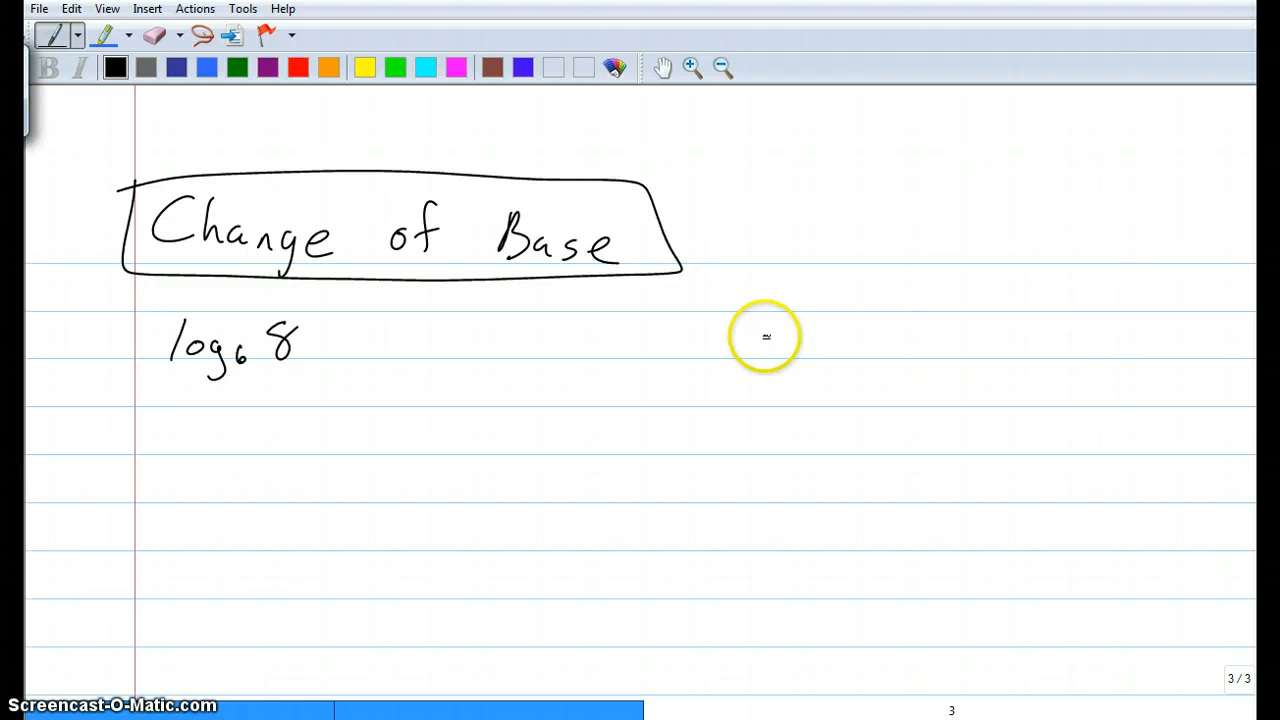 File Edit View Insert Actions Tools Help
B I
Change of Base
log₆ 8
3/3
Screencast-O-Matic.com
3